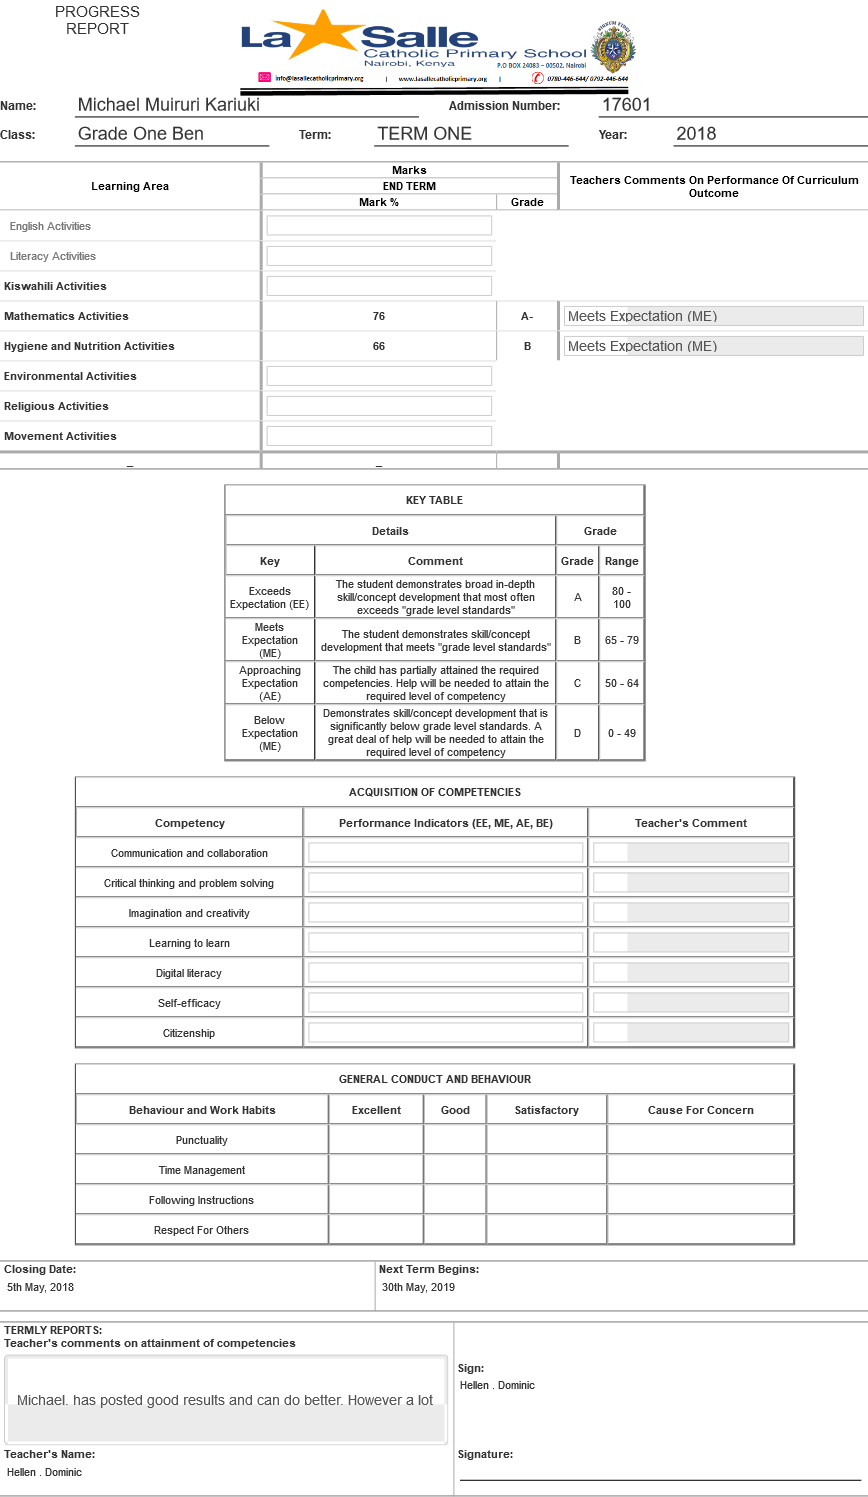 PROGRESS
REPORT
La Salle
Catholic Primary School
Nairobi, Kenya
P.O BOX 24083 – 00502, Nairobi
info@lasallecatholicprimary.org | www.lasallecatholicprimary.org | 0780-446-644/ 0792-446-644
Name: Michael Muiruri Kariuki Admission Number: 17601
Class: Grade One Ben Term: TERM ONE Year: 2018
Learning Area Marks Teachers Comments On Performance Of Curriculum Outcome
END TERM
Mark % Grade
English Activities
Literacy Activities
Kiswahili Activities
Mathematics Activities 76 A- Meets Expectation (ME)
Hygiene and Nutrition Activities 66 B Meets Expectation (ME)
Environmental Activities
Religious Activities
Movement Activities
_ _
KEY TABLE
Details Grade
Key Comment Grade Range
Exceeds Expectation (EE) The student demonstrates broad in-depth skill/concept development that most often exceeds "grade level standards" A 80 - 100
Meets Expectation (ME) The student demonstrates skill/concept development that meets "grade level standards" B 65 - 79
Approaching Expectation (AE) The child has partially attained the required competencies. Help will be needed to attain the required level of competency C 50 - 64
Below Expectation (ME) Demonstrates skill/concept development that is significantly below grade level standards. A great deal of help will be needed to attain the required level of competency D 0 - 49
ACQUISITION OF COMPETENCIES
Competency Performance Indicators (EE, ME, AE, BE) Teacher's Comment
Communication and collaboration
Critical thinking and problem solving
Imagination and creativity
Learning to learn
Digital literacy
Self-efficacy
Citizenship
GENERAL CONDUCT AND BEHAVIOUR
Behaviour and Work Habits Excellent Good Satisfactory Cause For Concern
Punctuality
Time Management
Following Instructions
Respect For Others
Closing Date: Next Term Begins:
5th May, 2018 30th May, 2019
TERMLY REPORTS:
Teacher's comments on attainment of competencies
Michael, has posted good results and can do better. However a lot
Sign:
Hellen . Dominic
Teacher's Name: Signature:
Hellen . Dominic